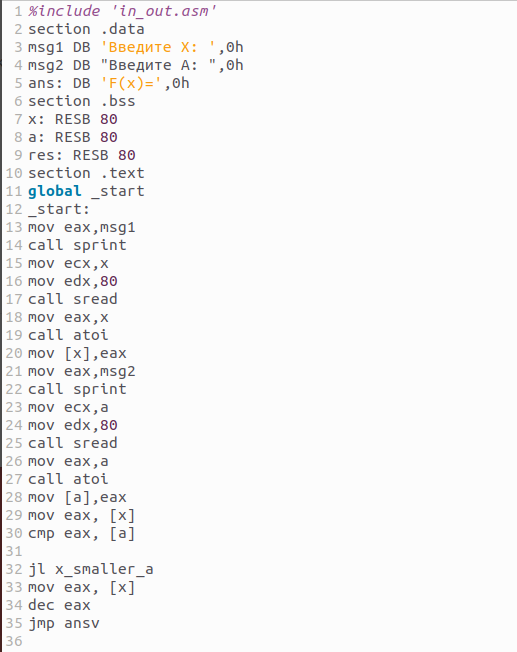 1 %include 'in_out.asm'
2 section .data
3 msg1 DB 'Введите X: ',0h
4 msg2 DB "Введите A: ",0h
5 ans: DB 'F(x)=',0h
6 section .bss
7 x: RESB 80
8 a: RESB 80
9 res: RESB 80
10 section .text
11 global _start
12 _start:
13 mov eax,msg1
14 call sprint
15 mov ecx,x
16 mov edx,80
17 call sread
18 mov eax,x
19 call atoi
20 mov [x],eax
21 mov eax,msg2
22 call sprint
23 mov ecx,a
24 mov edx,80
25 call sread
26 mov eax,a
27 call atoi
28 mov [a],eax
29 mov eax, [x]
30 cmp eax, [a]
31
32 jl x_smaller_a
33 mov eax, [x]
34 dec eax
35 jmp ansv
36